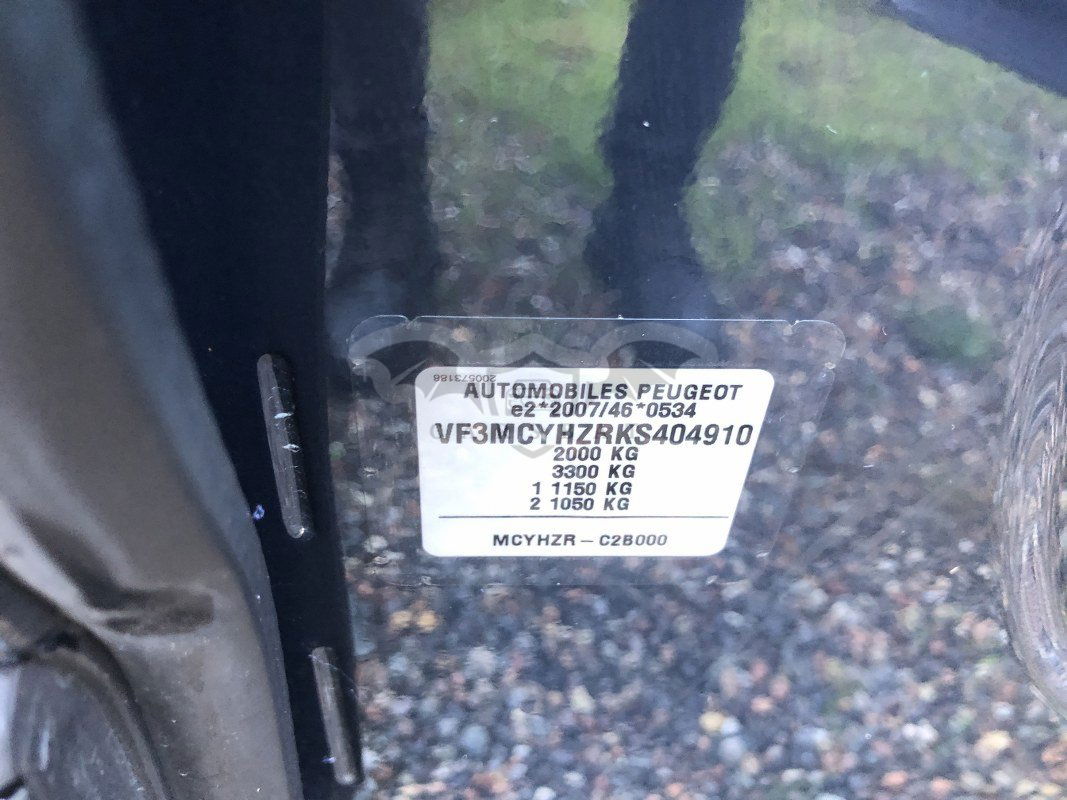 200573188
AUTOMOBILES PEUGEOT
e2*2007/46*0534
VF3MCYHZRKS404910
2000 KG
3300 KG
1 1150 KG
2 1050 KG
MCYHZR - C2B000